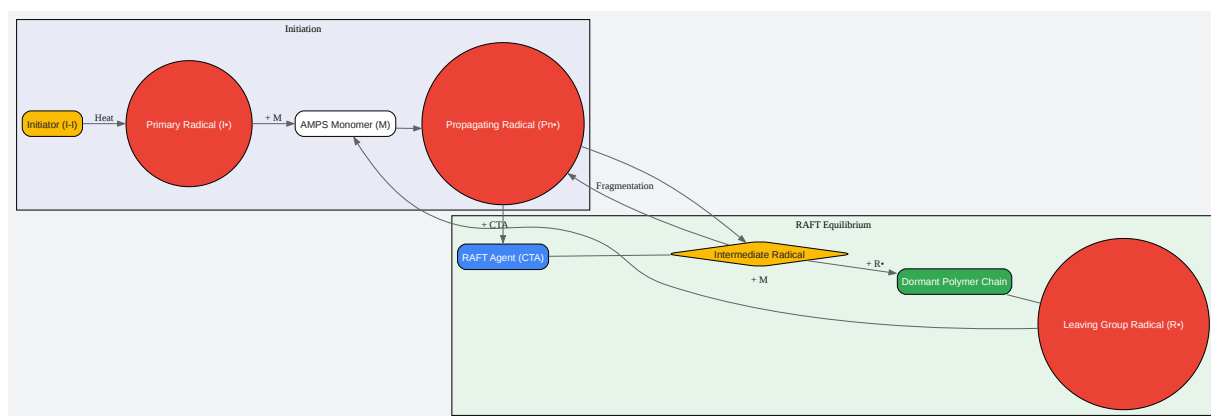 Initiation
Initiator (I-I)
Heat
Primary Radical (I•)
+ M
AMPS Monomer (M)
Propagating Radical (Pn•)
Fragmentation
+ CTA
RAFT Equilibrium
RAFT Agent (CTA)
Intermediate Radical
+ R•
+ M
Dormant Polymer Chain
Leaving Group Radical (R•)